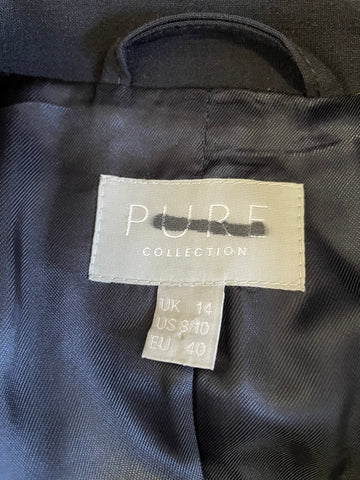 PURE
COLLECTION
UK 14
US 8/10
EU 40